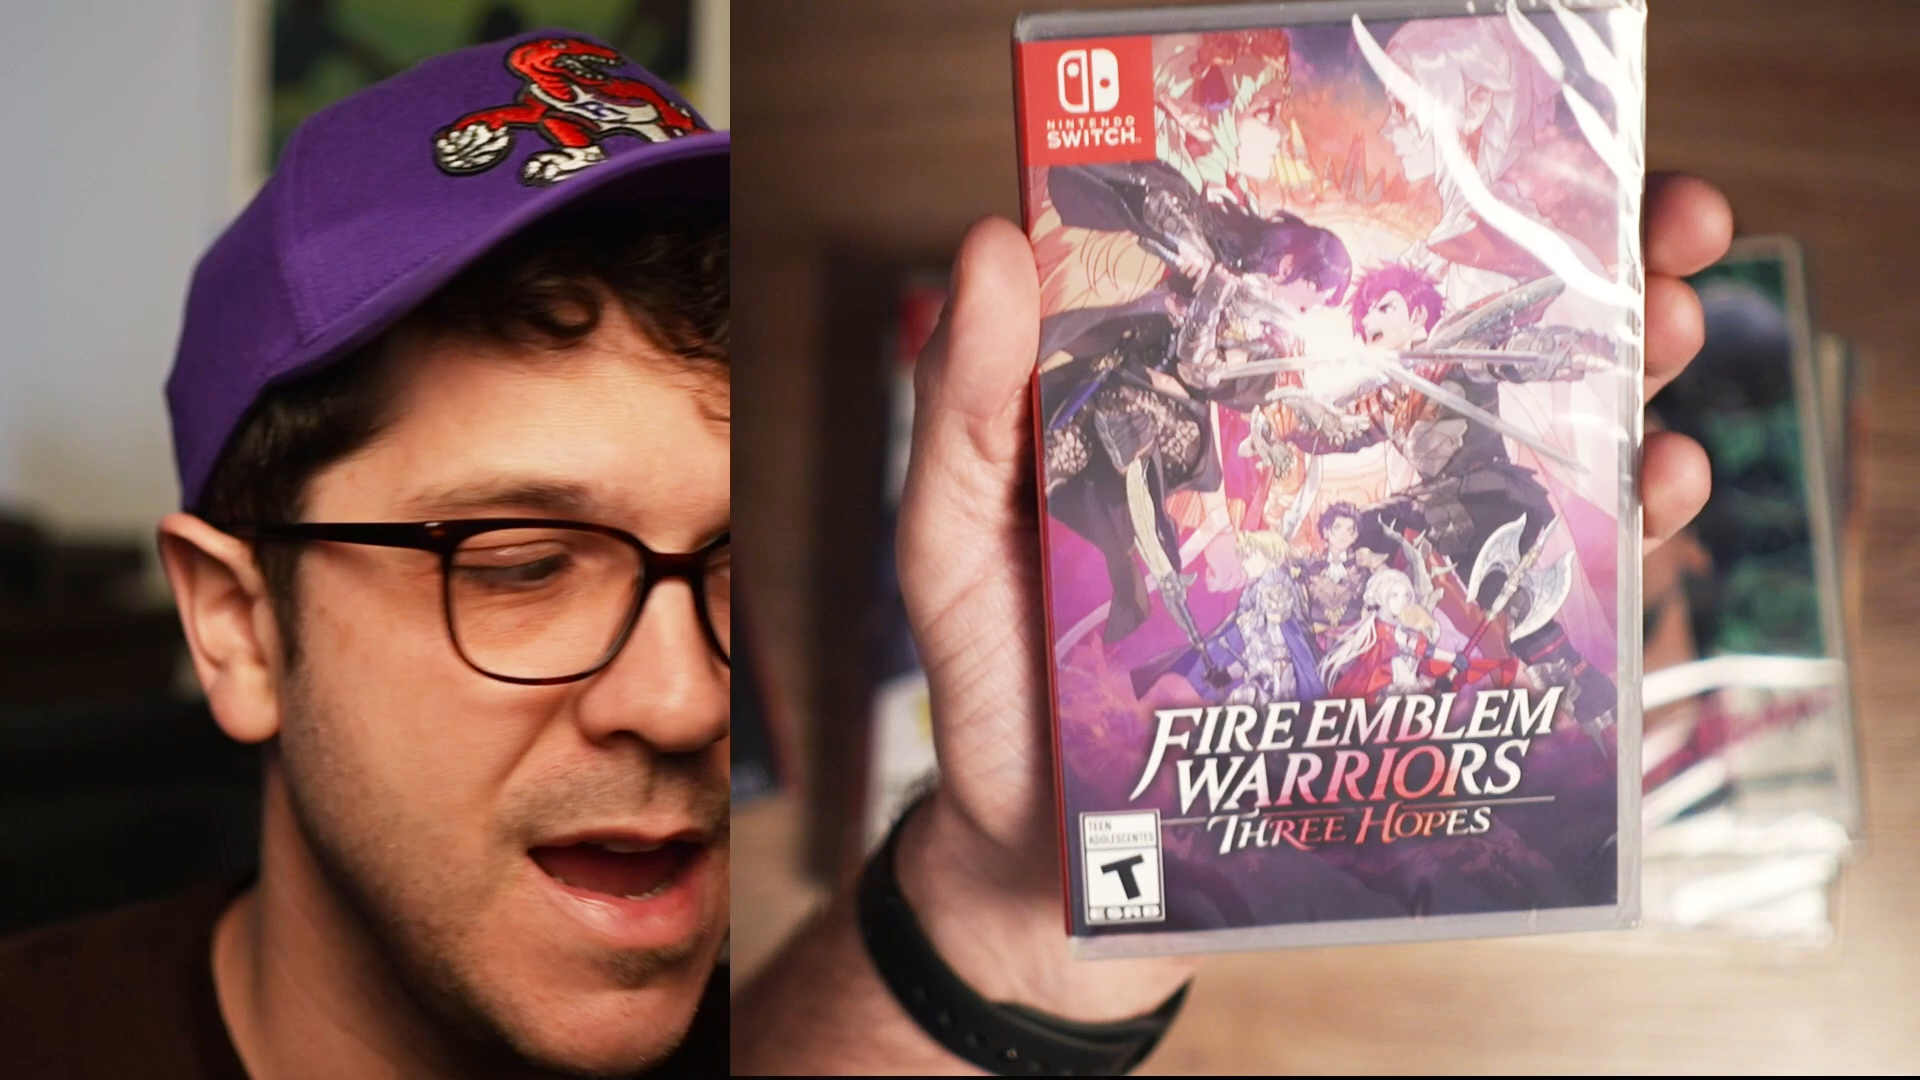 NINTENDO
SWITCH
FIRE EMBLEM
WARRIORS
THREE HOPES
TEEN
ADOLESCENTES
T
ESRB